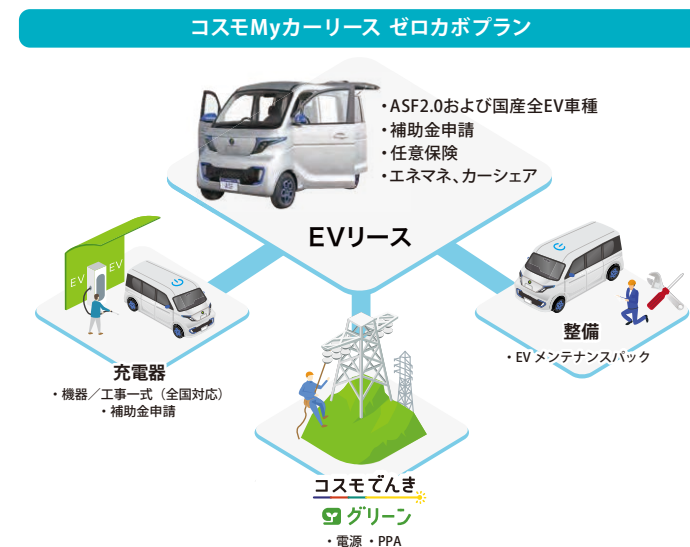 コスモMyカーリース ゼロカボプラン
・ASF2.0および国産全EV車種
・補助金申請
・任意保険
・エネマネ、カーシェア
ASF
EVリース
EV
EV
充電器
・機器／工事一式（全国対応）
・補助金申請
整備
・EVメンテナンスパック
コスモでんき
グリーン
・電源 ・PPA